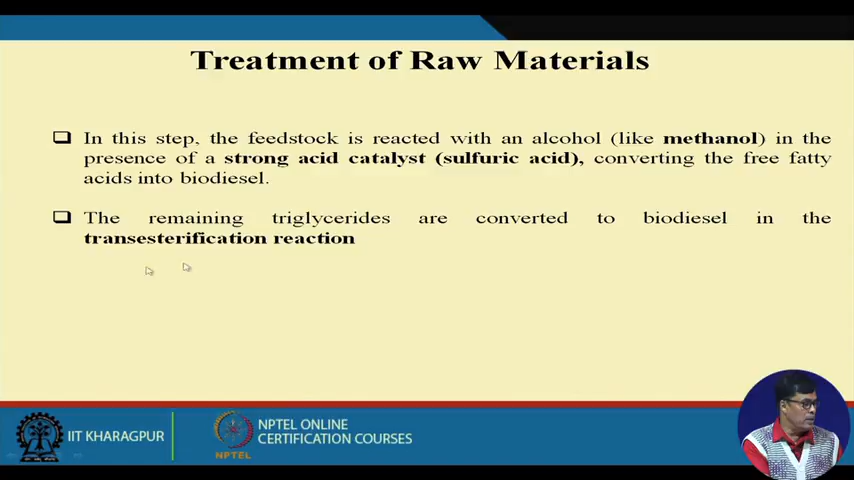 Treatment of Raw Materials
In this step, the feedstock is reacted with an alcohol (like methanol) in the
presence of a strong acid catalyst (sulfuric acid), converting the free fatty
acids into biodiesel.
The remaining triglycerides are converted to biodiesel in the
transesterification reaction
IIT KHARAGPUR
NPTEL
NPTEL ONLINE
CERTIFICATION COURSES